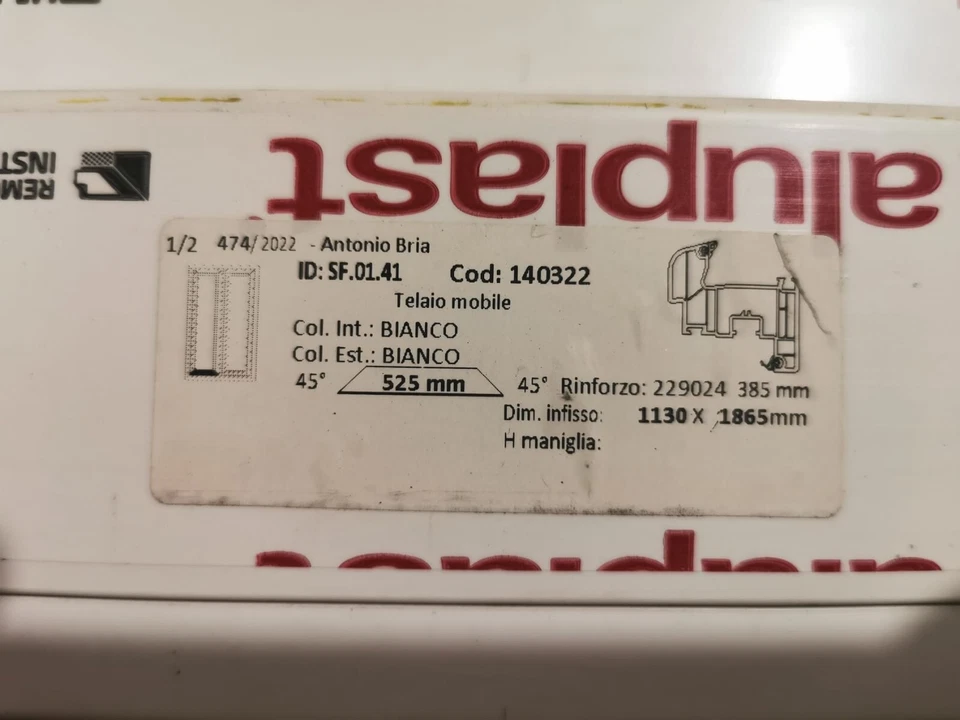 REM
INST
aluplast
1/2 474/2022 - Antonio Bria
ID: SF.01.41 Cod: 140322
Telaio mobile
Col. Int.: BIANCO
Col. Est.: BIANCO
45° 525 mm 45° Rinforzo: 229024 385 mm
Dim. infisso: 1130 X 1865mm
H maniglia:
aluplast